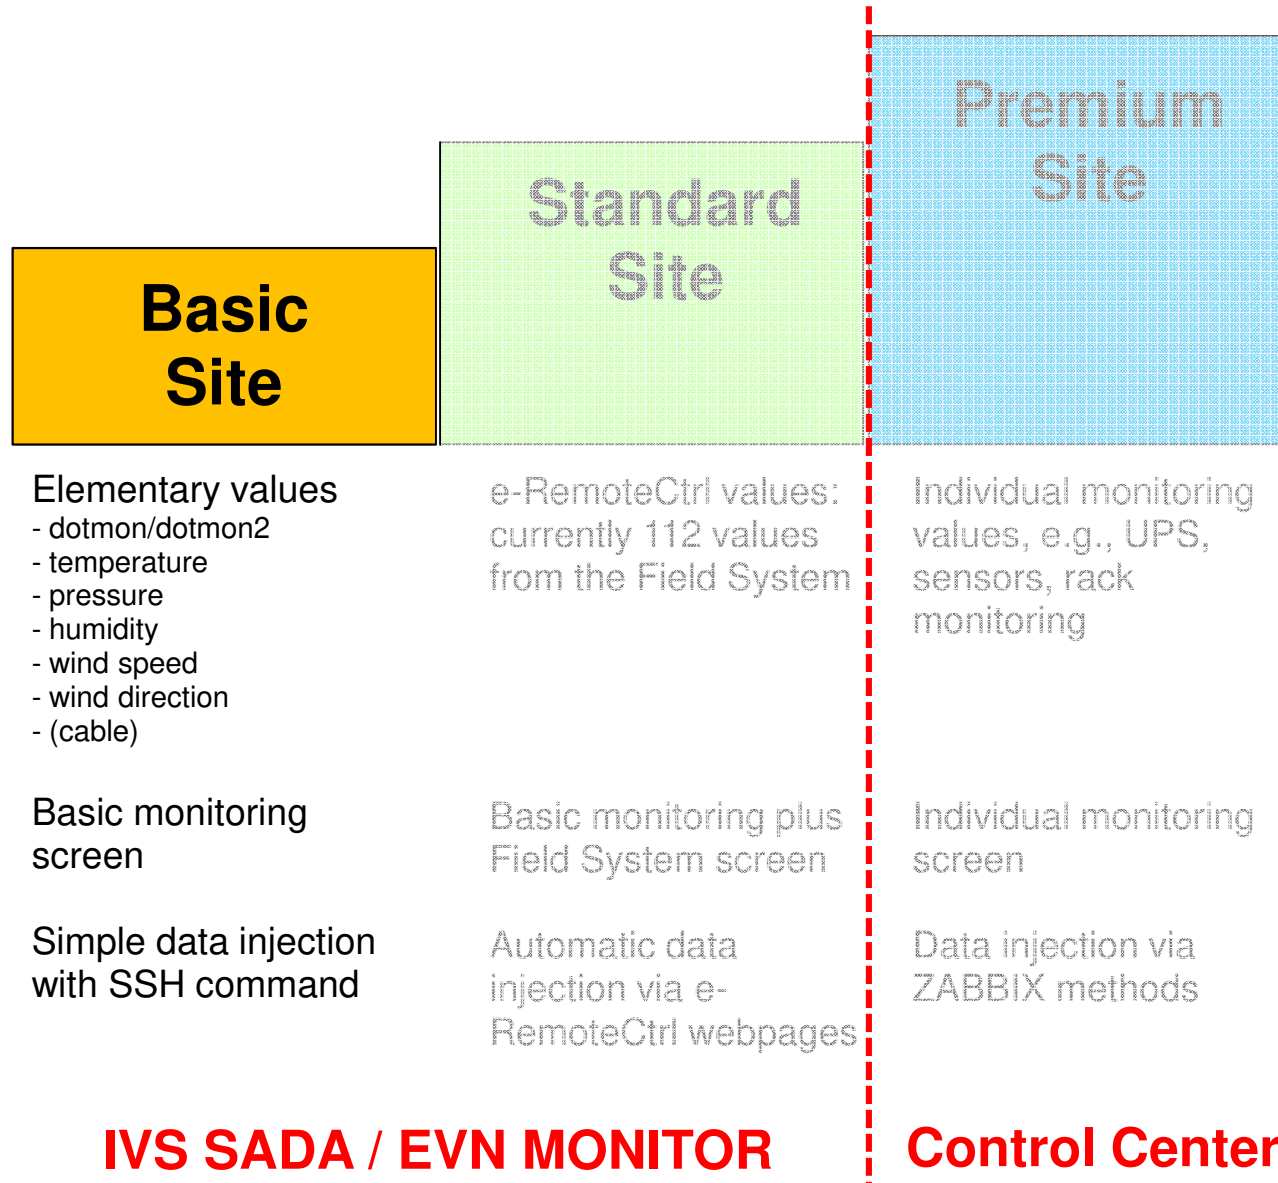 Premium
Site
Standard
Site
Basic
Site
Elementary values
- dotmon/dotmon2
- temperature
- pressure
- humidity
- wind speed
- wind direction
- (cable)
e-RemoteCtrl values:
currently 112 values
from the Field System
Individual monitoring
values, e.g., UPS,
sensors, rack
monitoring
Basic monitoring
screen
Basic monitoring plus
Field System screen
Individual monitoring
screen
Simple data injection
with SSH command
Automatic data
injection via e-
RemoteCtrl webpages
Data injection via
ZABBIX methods
IVS SADA / EVN MONITOR
Control Center